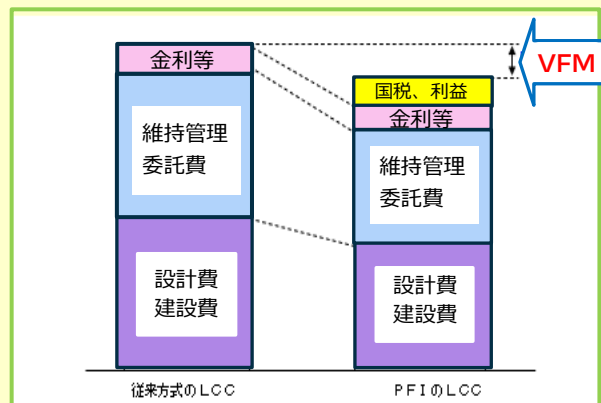 金利等
維持管理
委託費
設計費
建設費
従来方式のLCC
国税、利益
金利等
維持管理
委託費
設計費
建設費
PFIのLCC
VFM